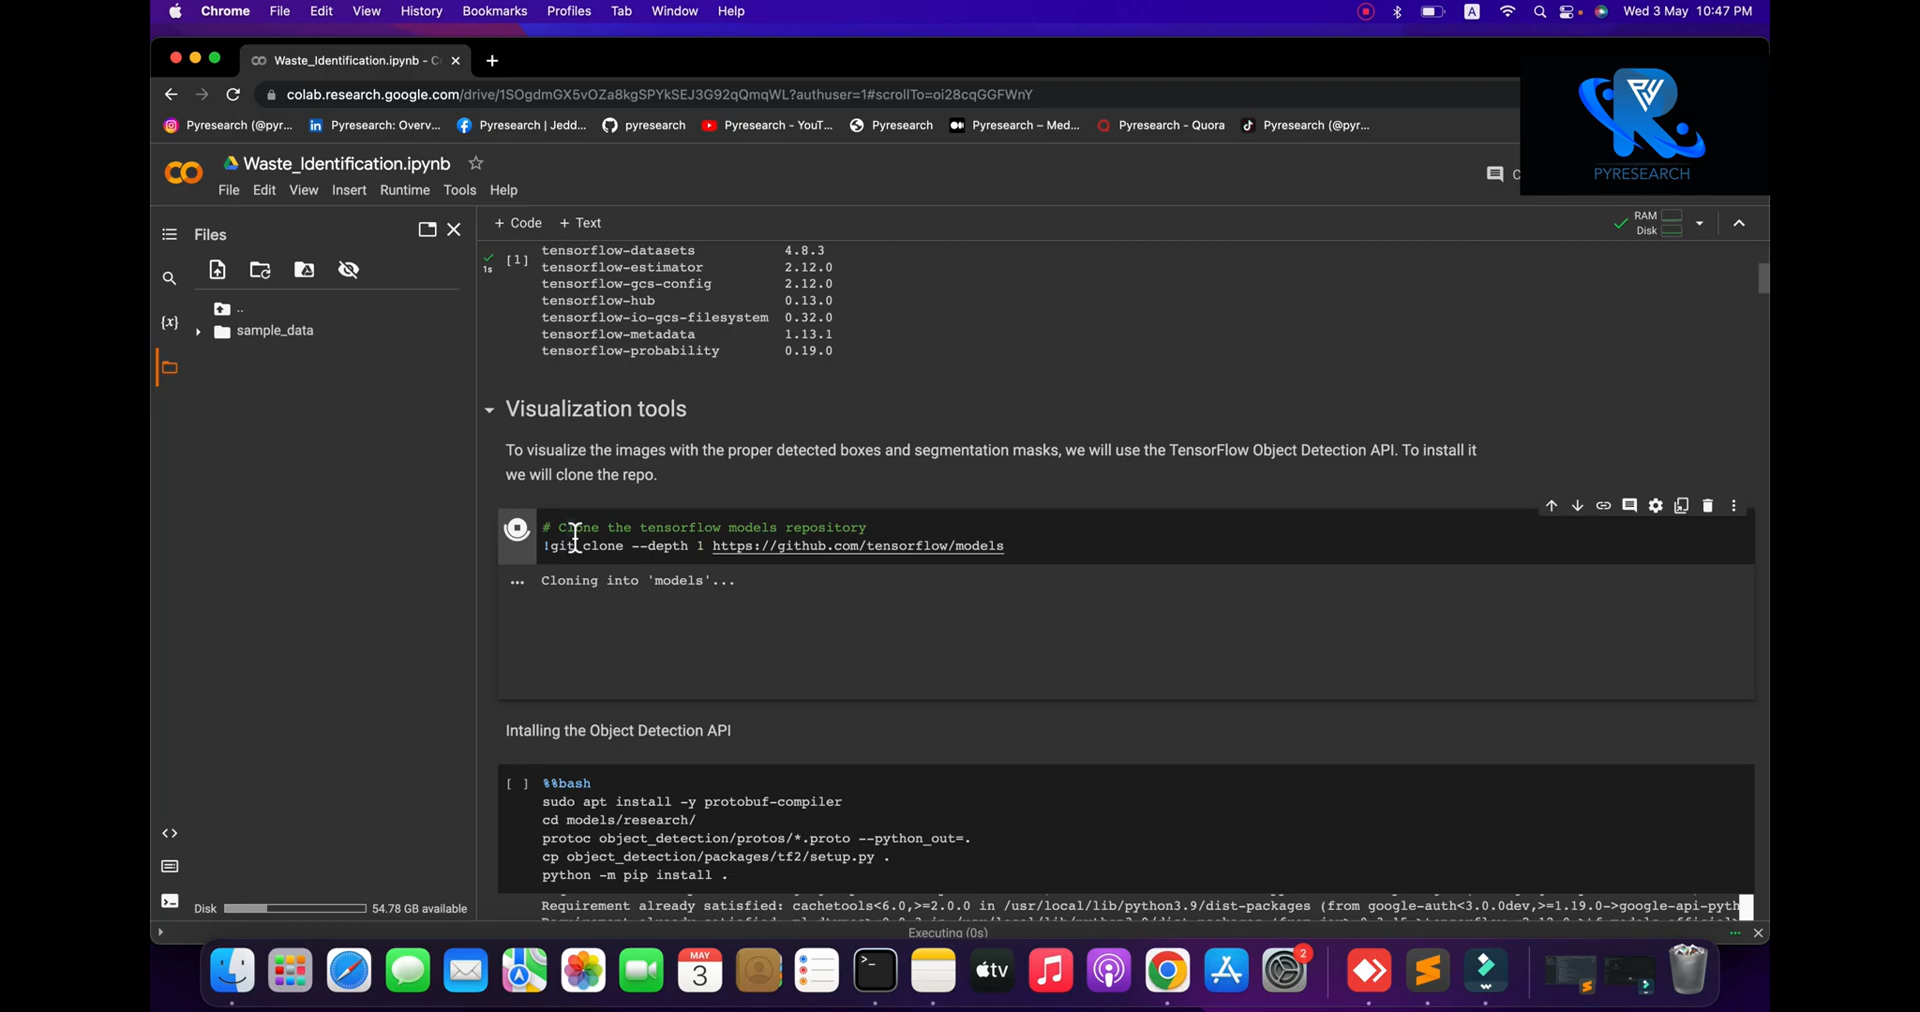 Chrome File Edit View History Bookmarks Profiles Tab Window Help A Wed 3 May 10:47 PM
Waste_Identification.ipynb - C
colab.research.google.com/drive/1SOgdmGX5vOZa8kgSPYkSEJ3G92qQmqWL?authuser=1#scrollTo=oi28cqGGFWnY
Pyresearch (@pyr... Pyresearch: Overv... Pyresearch | Jedd... pyresearch Pyresearch - YouT... Pyresearch Pyresearch – Med... Pyresearch - Quora Pyresearch (@pyr...
PYRESEARCH
Waste_Identification.ipynb
File Edit View Insert Runtime Tools Help
Files
+ Code + Text
RAM
Disk
..
sample_data
{x}
[1]
1s
tensorflow-datasets 4.8.3
tensorflow-estimator 2.12.0
tensorflow-gcs-config 2.12.0
tensorflow-hub 0.13.0
tensorflow-io-gcs-filesystem 0.32.0
tensorflow-metadata 1.13.1
tensorflow-probability 0.19.0
Visualization tools
To visualize the images with the proper detected boxes and segmentation masks, we will use the TensorFlow Object Detection API. To install it
we will clone the repo.
# Clone the tensorflow models repository
!git clone --depth 1 https://github.com/tensorflow/models
... Cloning into 'models'...
Intalling the Object Detection API
[ ] %%bash
sudo apt install -y protobuf-compiler
cd models/research/
protoc object_detection/protos/*.proto --python_out=.
cp object_detection/packages/tf2/setup.py .
python -m pip install .
Requirement already satisfied: cachetools<6.0,>=2.0.0 in /usr/local/lib/python3.9/dist-packages (from google-auth<3.0.0dev,>=1.19.0->google-api-pyth
Disk 54.78 GB available
Executing (0s)
MAY
3
tv
2